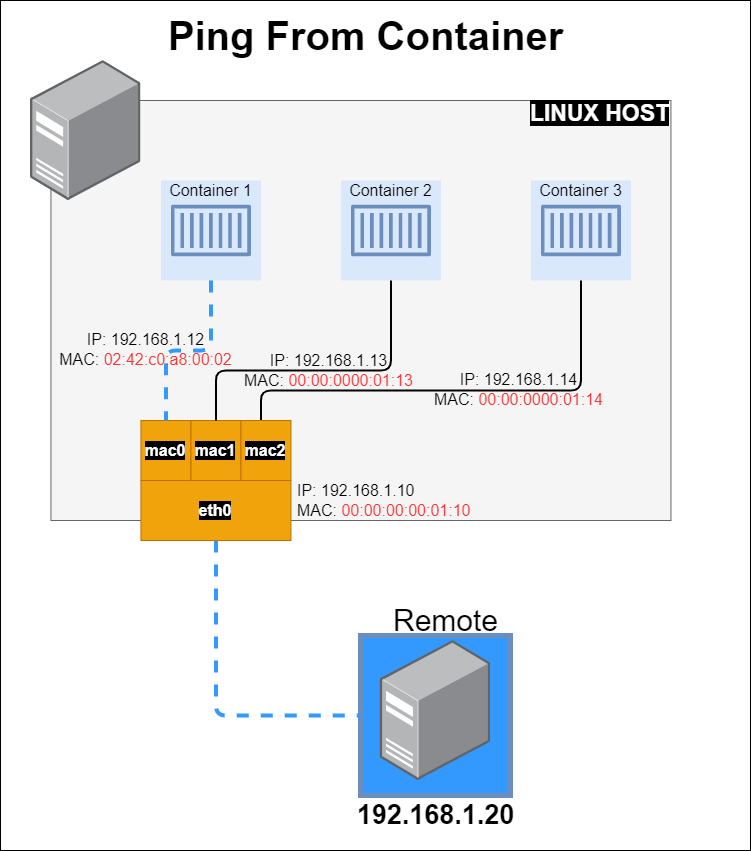 Ping From Container
LINUX HOST
Container 1
Container 2
Container 3
IP: 192.168.1.12
MAC: 02:42:c0:a8:00:02
IP: 192.168.1.13
MAC: 00:00:0000:01:13
IP: 192.168.1.14
MAC: 00:00:0000:01:14
mac0
mac1
mac2
eth0
IP: 192.168.1.10
MAC: 00:00:00:00:01:10
Remote
192.168.1.20